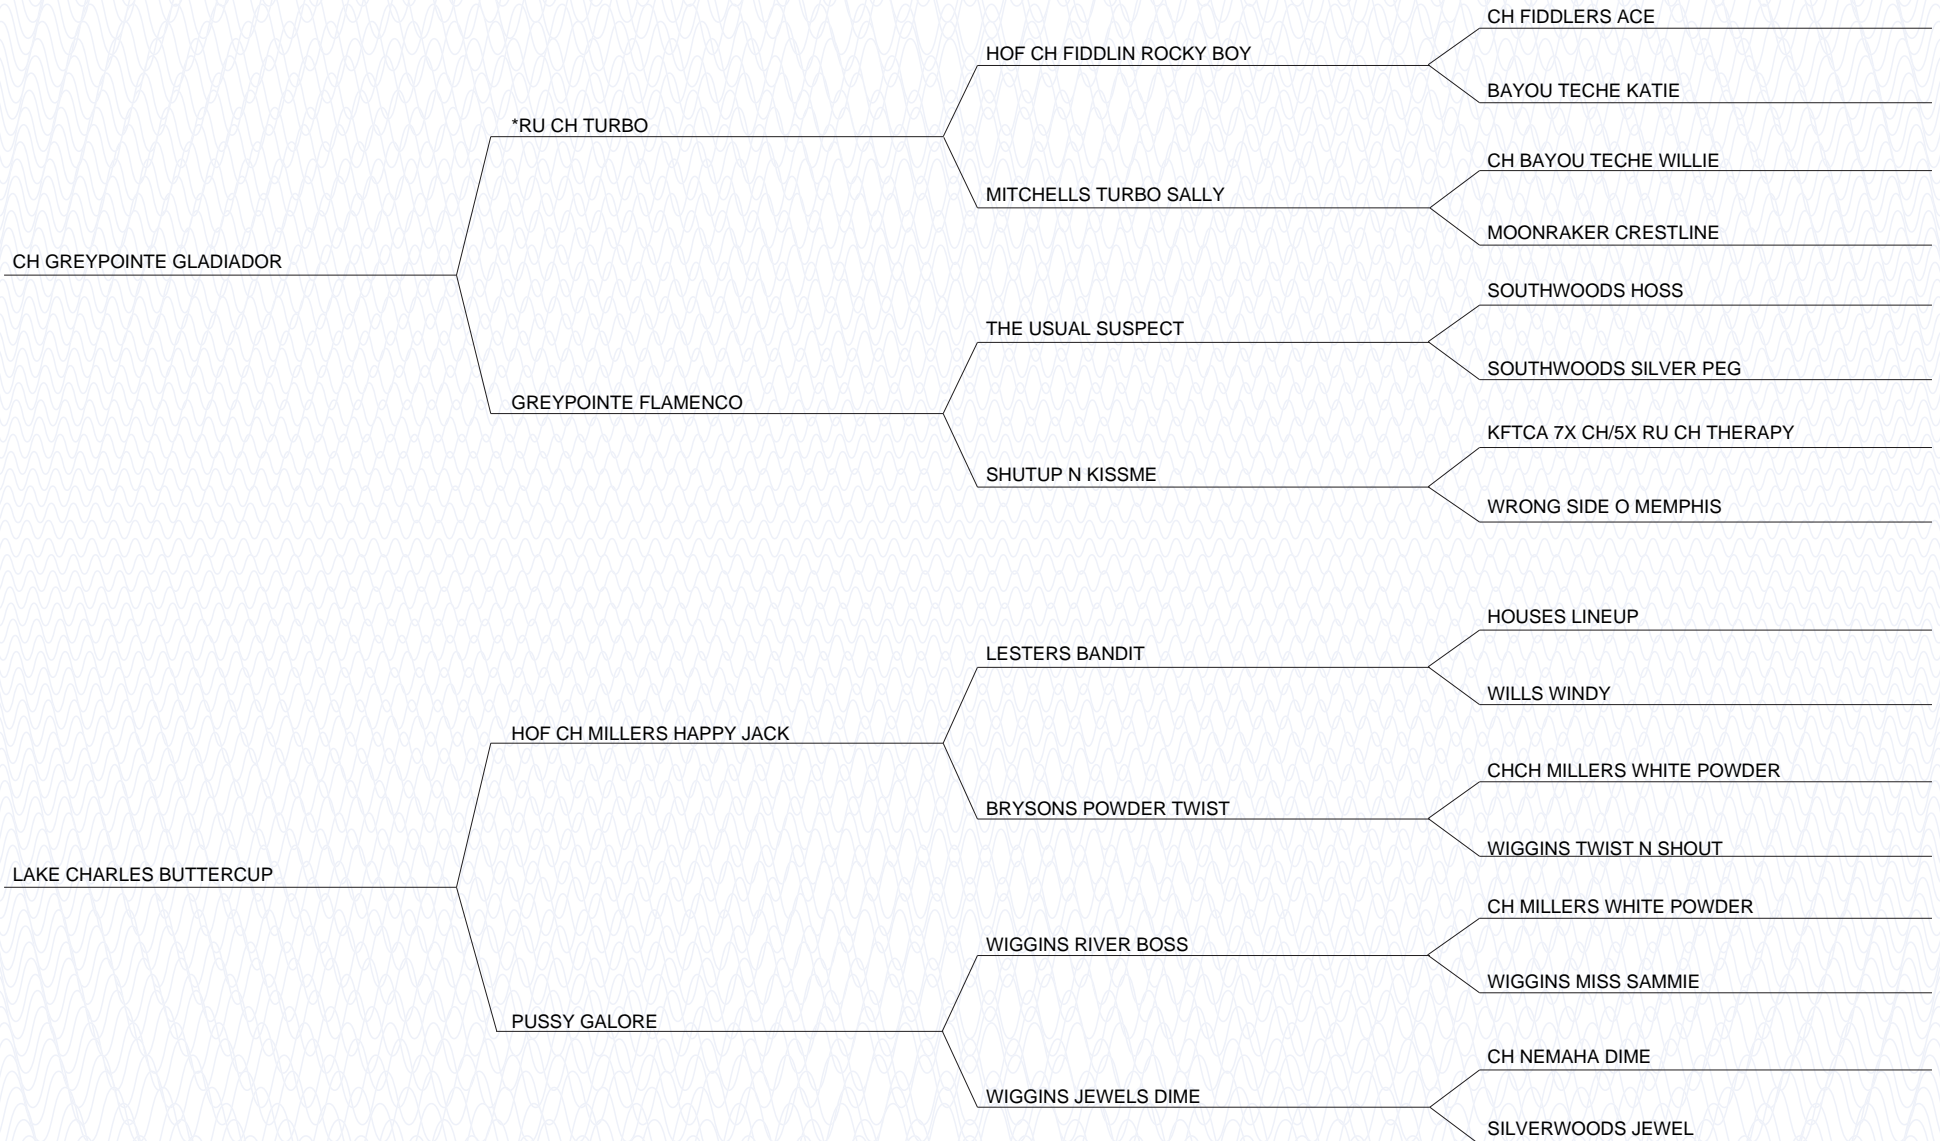 CH FIDDLERS ACE
HOF CH FIDDLIN ROCKY BOY
BAYOU TECHE KATIE
*RU CH TURBO
CH BAYOU TECHE WILLIE
MITCHELLS TURBO SALLY
MOONRAKER CRESTLINE
CH GREYPOINTE GLADIADOR
SOUTHWOODS HOSS
THE USUAL SUSPECT
SOUTHWOODS SILVER PEG
GREYPOINTE FLAMENCO
KFTCA 7X CH/5X RU CH THERAPY
SHUTUP N KISSME
WRONG SIDE O MEMPHIS
HOUSES LINEUP
LESTERS BANDIT
WILLS WINDY
HOF CH MILLERS HAPPY JACK
CHCH MILLERS WHITE POWDER
BRYSONS POWDER TWIST
WIGGINS TWIST N SHOUT
LAKE CHARLES BUTTERCUP
CH MILLERS WHITE POWDER
WIGGINS RIVER BOSS
WIGGINS MISS SAMMIE
PUSSY GALORE
CH NEMAHA DIME
WIGGINS JEWELS DIME
SILVERWOODS JEWEL